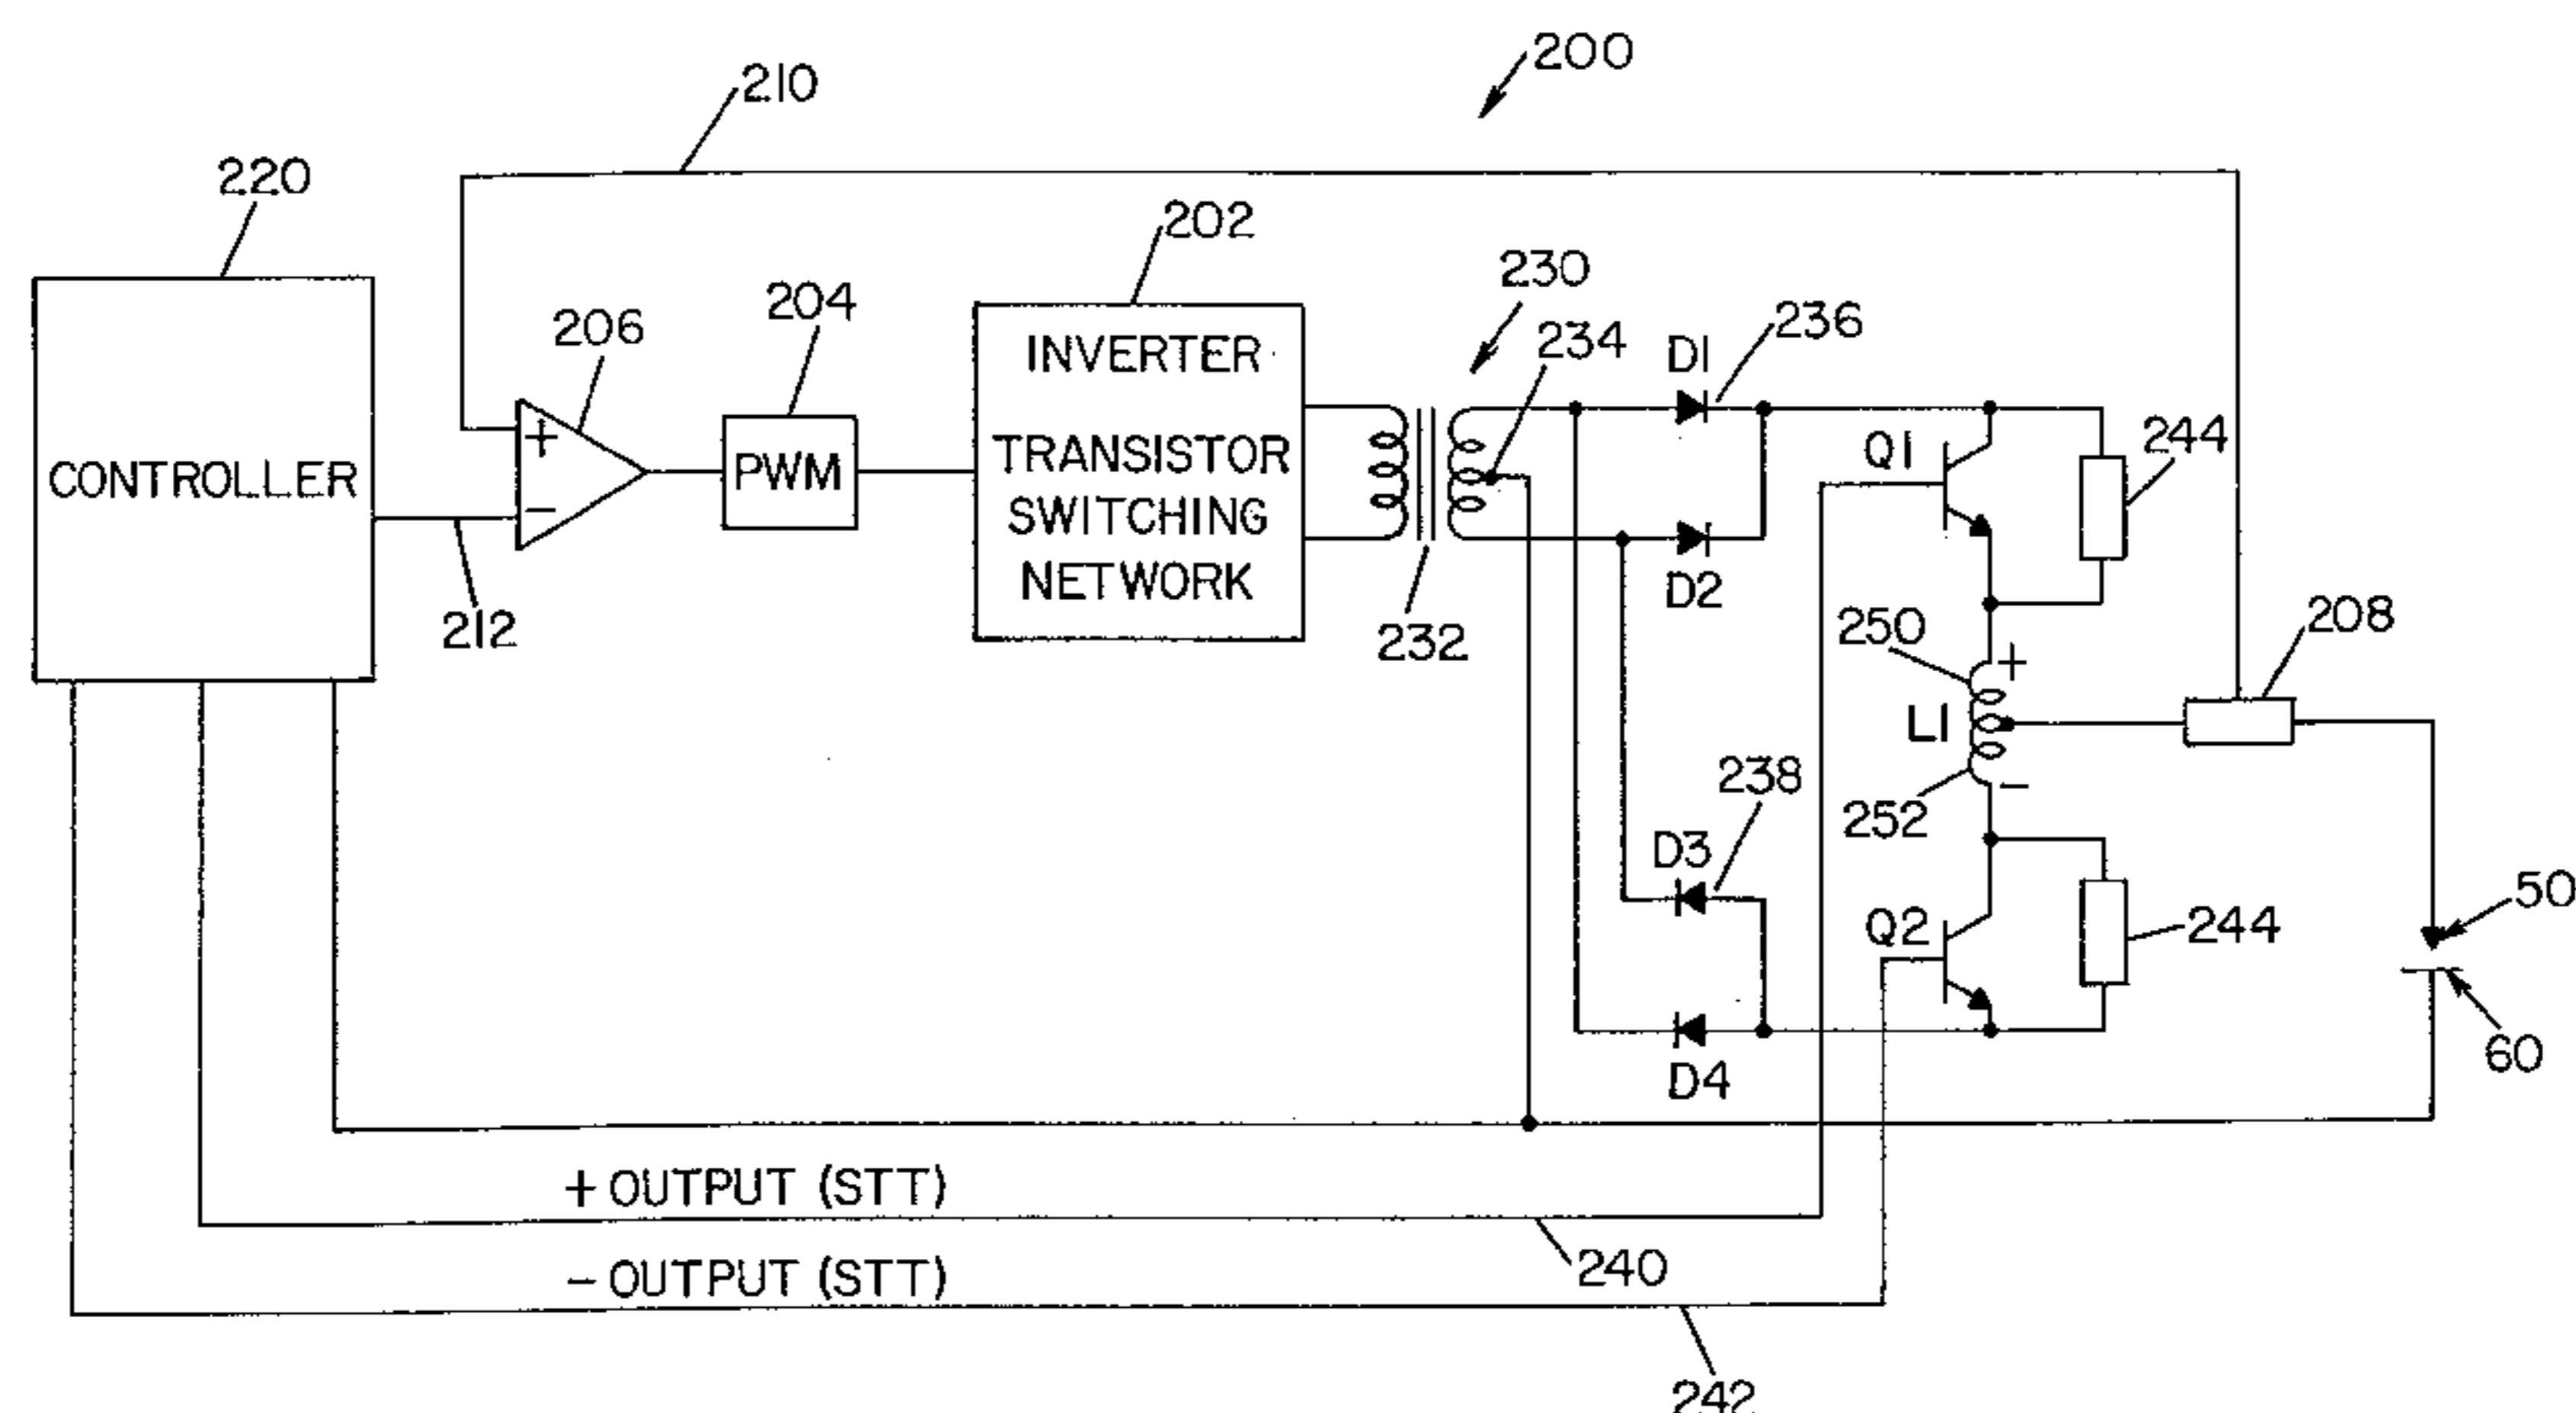 200
210
220
202
230
204
206
234
236
D1
INVERTER
TRANSISTOR
SWITCHING
NETWORK
CONTROLLER
+
−
PWM
Q1
244
D2
212
232
250
+
208
L1
238
252
−
D3
50
Q2
244
60
D4
+ OUTPUT (STT)
240
− OUTPUT (STT)
242